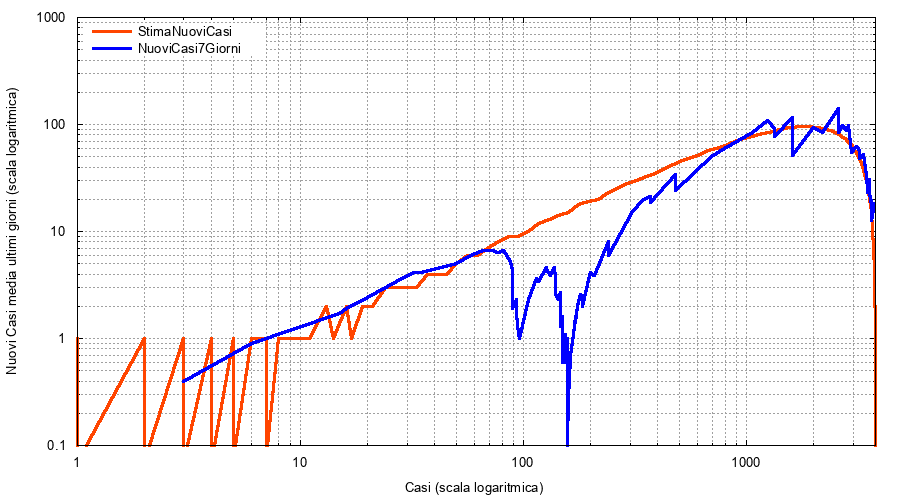 1000
StimaNuoviCasi
NuoviCasi7Giorni
100
Nuovi Casi media ultimi giorni (scala logaritmica)
10
1
0.1
1 10 100 1000
Casi (scala logaritmica)